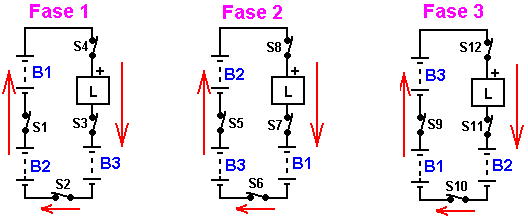 Fase 1 Fase 2 Fase 3
S4 S8 S12
B1 B2 B3
+ + +
L L L
S1 S3 S5 S7 S9 S11
B2 B3 B3 B1 B1 B2
S2 S6 S10